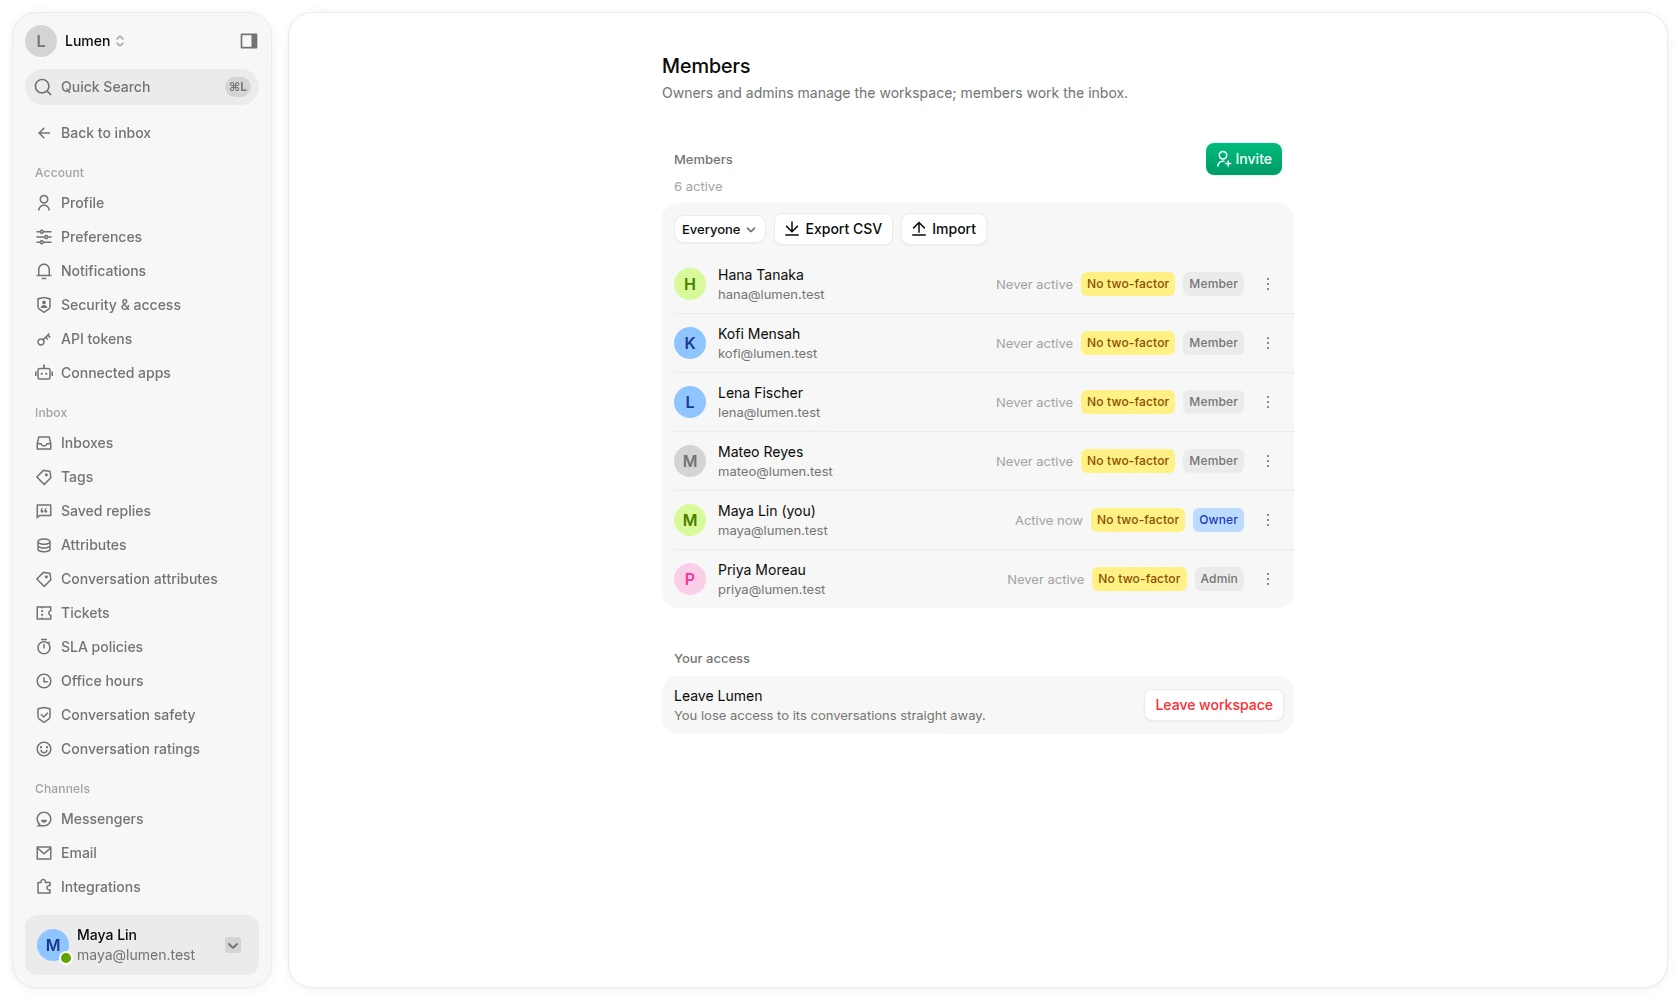 L Lumen
Quick Search ⌘L
Back to inbox
Account
Profile
Preferences
Notifications
Security & access
API tokens
Connected apps
Inbox
Inboxes
Tags
Saved replies
Attributes
Conversation attributes
Tickets
SLA policies
Office hours
Conversation safety
Conversation ratings
Channels
Messengers
Email
Integrations
M Maya Lin
maya@lumen.test
Members
Owners and admins manage the workspace; members work the inbox.
Members
Invite
6 active
Everyone Export CSV Import
H Hana Tanaka
hana@lumen.test
Never active No two-factor Member
K Kofi Mensah
kofi@lumen.test
Never active No two-factor Member
L Lena Fischer
lena@lumen.test
Never active No two-factor Member
M Mateo Reyes
mateo@lumen.test
Never active No two-factor Member
M Maya Lin (you)
maya@lumen.test
Active now No two-factor Owner
P Priya Moreau
priya@lumen.test
Never active No two-factor Admin
Your access
Leave Lumen
You lose access to its conversations straight away.
Leave workspace